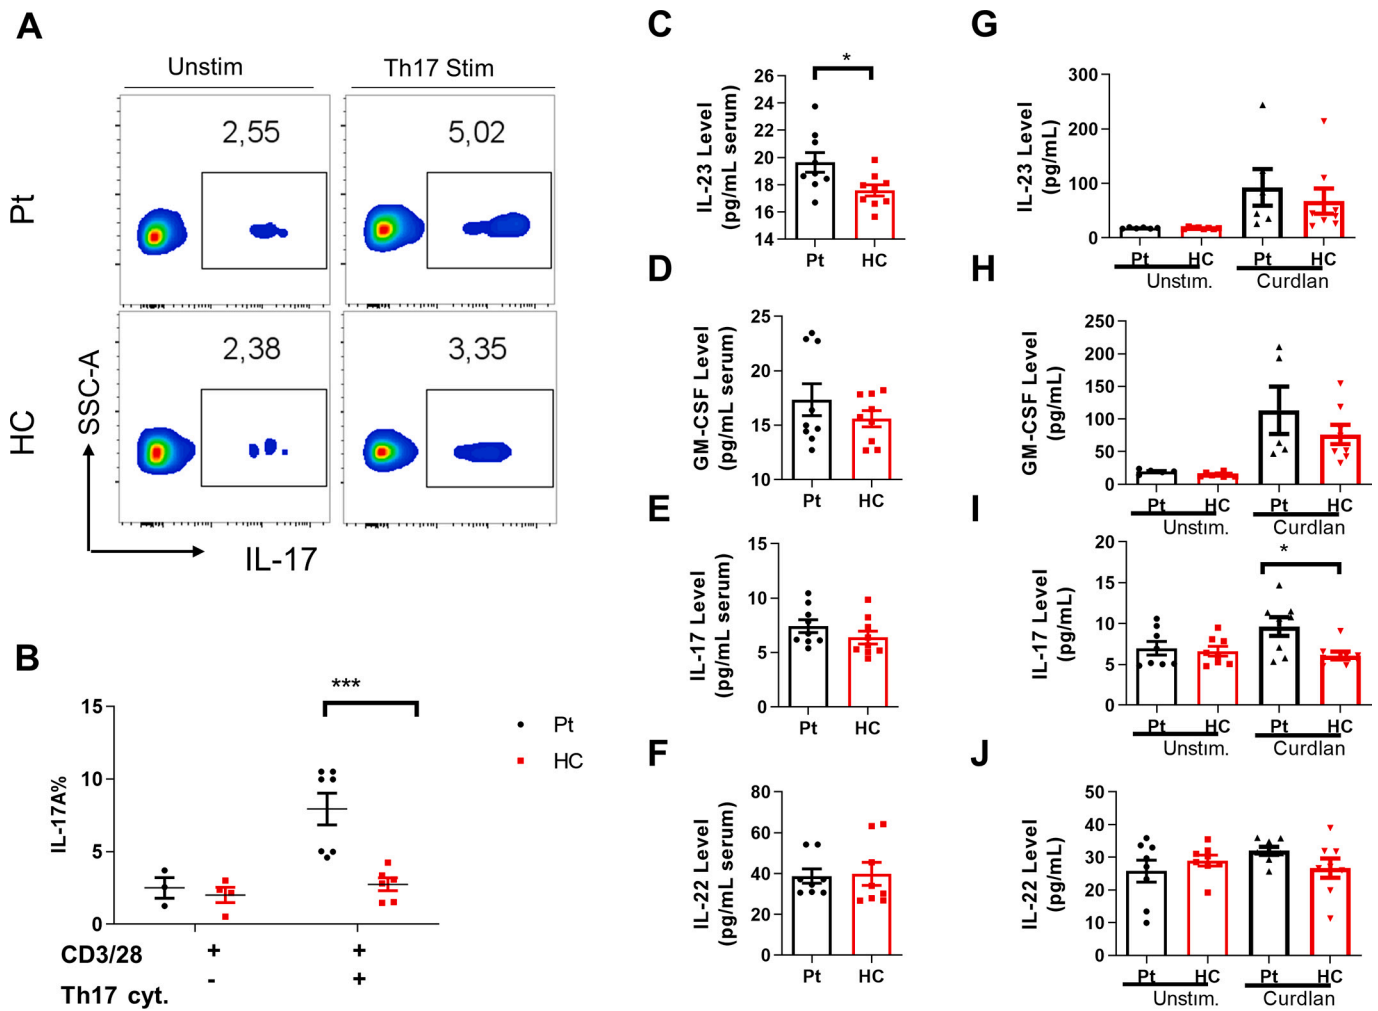 A
Unstim
Th17 Stim
Pt
2,55
5,02
HC
2,38
3,35
SSC-A
IL-17
B
***
IL-17A%
15
10
5
0
Pt
HC
CD3/28 + +
Th17 cyt. - +
C
*
IL-23 Level
(pg/mL serum)
26
24
22
20
18
16
14
Pt HC
D
GM-CSF Level
(pg/mL serum)
25
20
15
10
Pt HC
E
IL-17 Level
(pg/mL serum)
15
10
5
0
Pt HC
F
IL-22 Level
(pg/mL serum)
80
60
40
20
0
Pt HC
G
IL-23 Level
(pg/mL)
300
200
100
0
Pt HC Pt HC
Unstim. Curdlan
H
GM-CSF Level
(pg/mL)
250
200
150
100
50
0
Pt HC Pt HC
Unstim. Curdlan
I
*
IL-17 Level
(pg/mL)
20
15
10
5
0
Pt HC Pt HC
Unstim. Curdlan
J
IL-22 Level
(pg/mL)
50
40
30
20
10
0
Pt HC Pt HC
Unstim. Curdlan